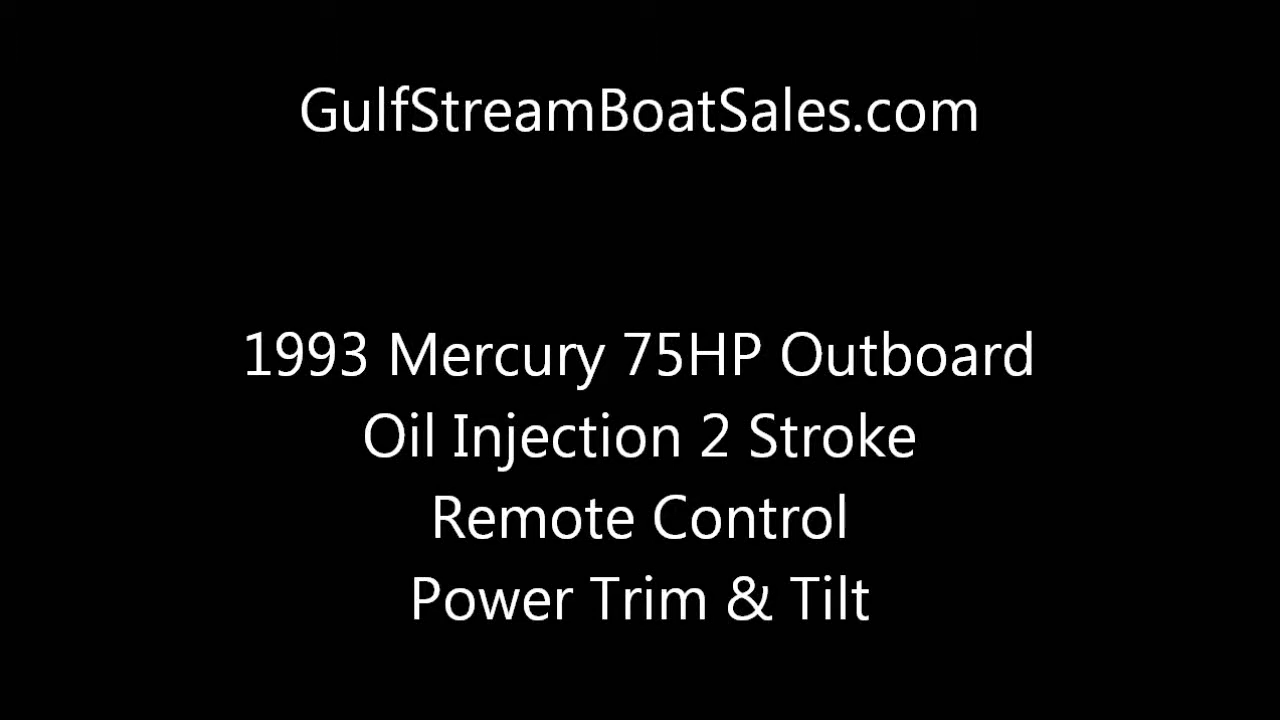 GulfStreamBoatSales.com
1993 Mercury 75HP Outboard
Oil Injection 2 Stroke
Remote Control
Power Trim & Tilt